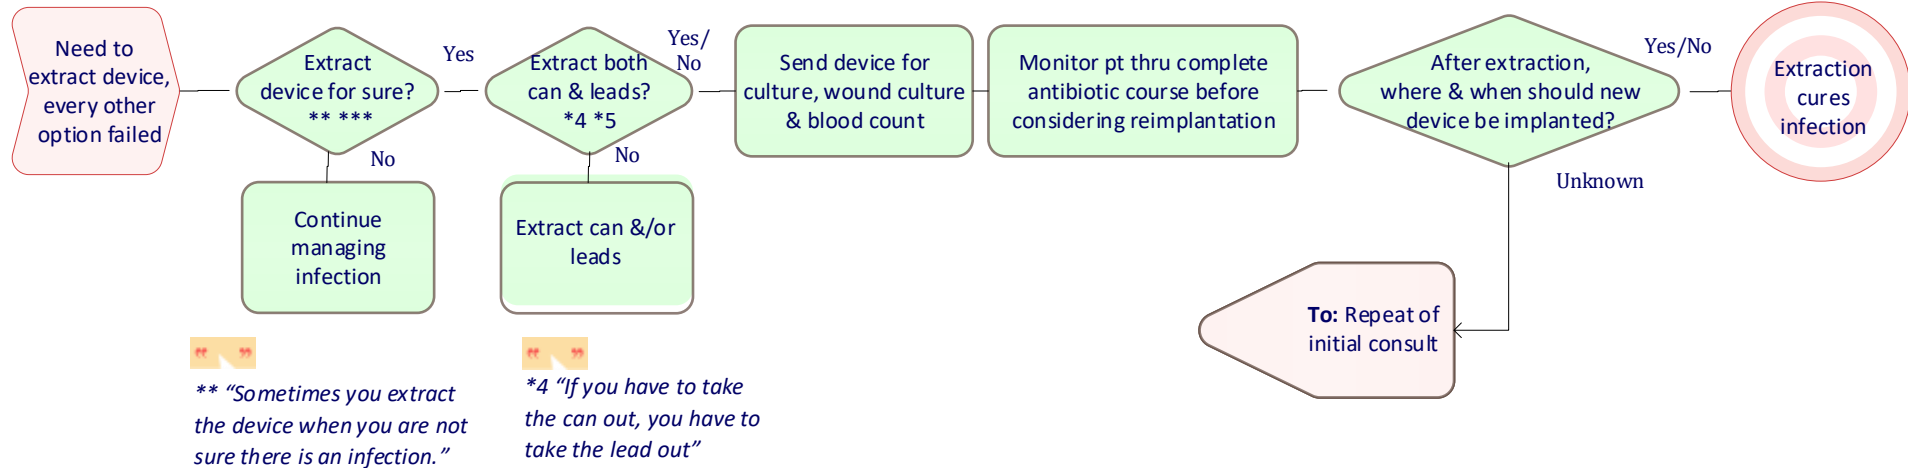 Need to
extract device,
every other
option failed
Extract
device for sure?
** ***
Yes
No
Continue
managing
infection
Extract both
can & leads?
*4 *5
Yes/
No
No
Extract can &/or
leads
Send device for
culture, wound culture
& blood count
Monitor pt thru complete
antibiotic course before
considering reimplantation
After extraction,
where & when should new
device be implanted?
Yes/No
Unknown
Extraction
cures
infection
To: Repeat of
initial consult
** “Sometimes you extract
the device when you are not
sure there is an infection.”
*4 “If you have to take
the can out, you have to
take the lead out”